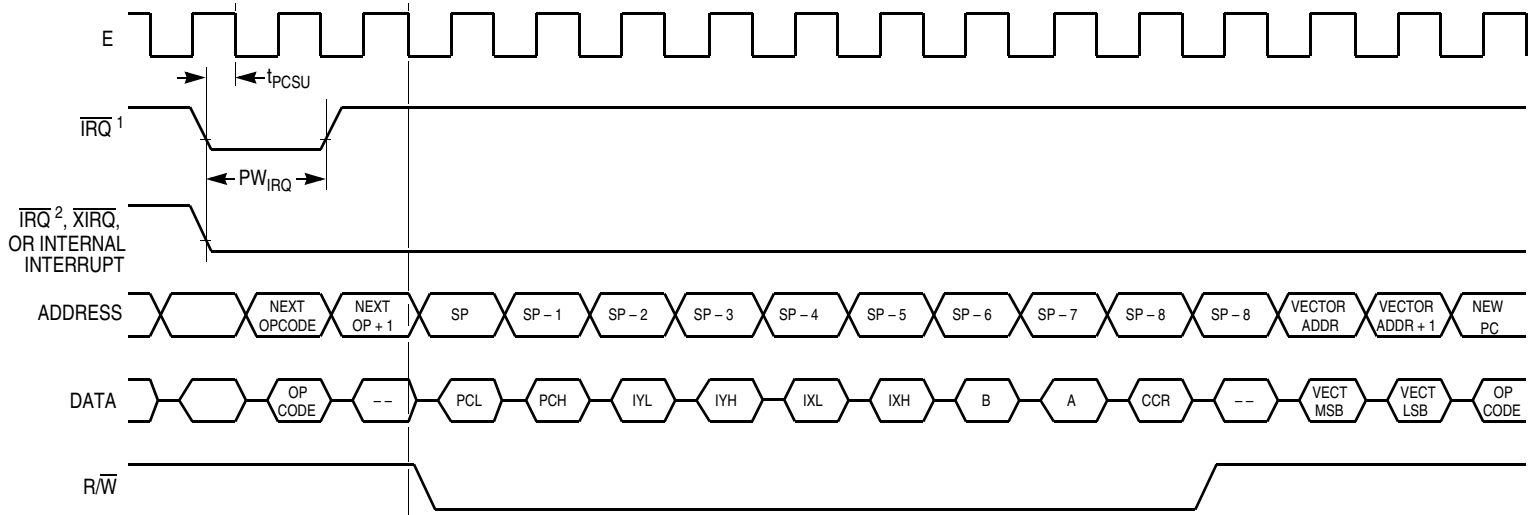 E
tPCSU
IRQ 1
PWIRQ
IRQ 2, XIRQ,
OR INTERNAL
INTERRUPT
ADDRESS
NEXT
OPCODE
NEXT
OP + 1
SP
SP – 1
SP – 2
SP – 3
SP – 4
SP – 5
SP – 6
SP – 7
SP – 8
SP – 8
VECTOR
ADDR
VECTOR
ADDR + 1
NEW
PC
DATA
OP
CODE
– –
PCL
PCH
IYL
IYH
IXL
IXH
B
A
CCR
– –
VECT
MSB
VECT
LSB
OP
CODE
R/W